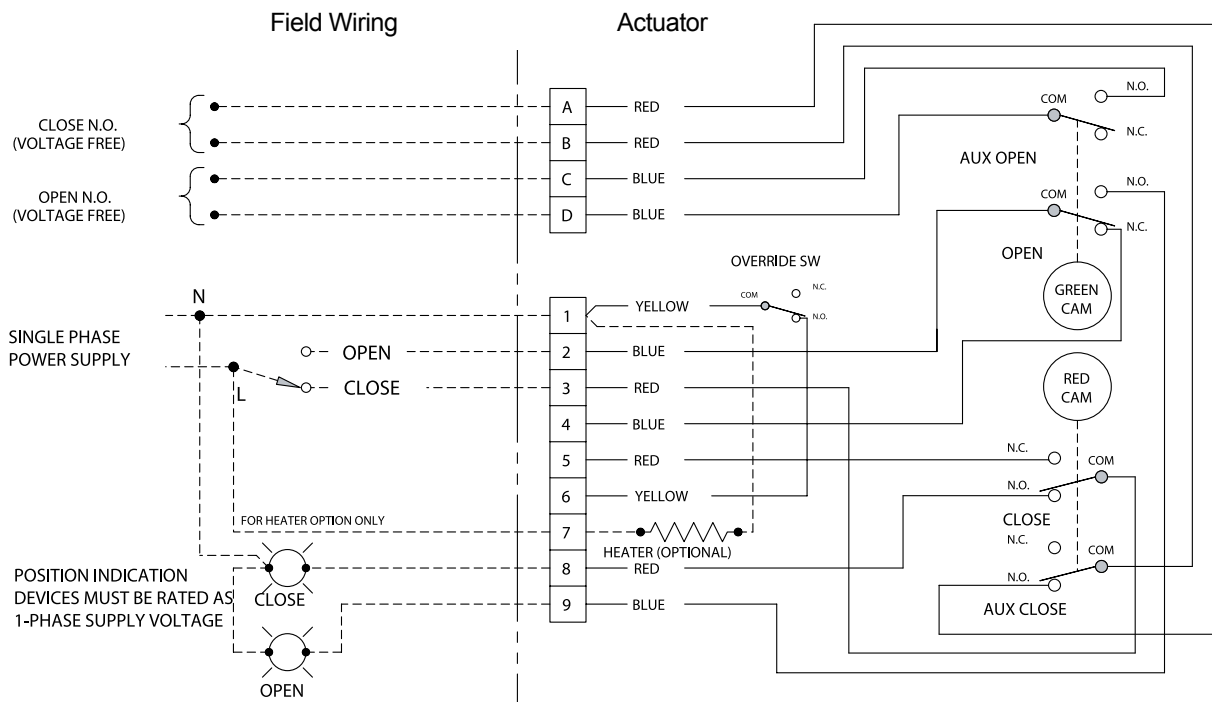 Field Wiring
Actuator
CLOSE N.O.
(VOLTAGE FREE)
OPEN N.O.
(VOLTAGE FREE)
A
RED
B
RED
C
BLUE
D
BLUE
COM
N.O.
N.C.
AUX OPEN
COM
N.O.
N.C.
OPEN
GREEN
CAM
OVERRIDE SW
COM
N.C.
N.O.
N
SINGLE PHASE
POWER SUPPLY
L
OPEN
CLOSE
1
YELLOW
2
BLUE
3
RED
4
BLUE
5
RED
6
YELLOW
7
8
RED
9
BLUE
RED
CAM
N.C.
COM
N.O.
CLOSE
N.C.
COM
N.O.
AUX CLOSE
FOR HEATER OPTION ONLY
HEATER (OPTIONAL)
POSITION INDICATION
DEVICES MUST BE RATED AS
1-PHASE SUPPLY VOLTAGE
CLOSE
OPEN